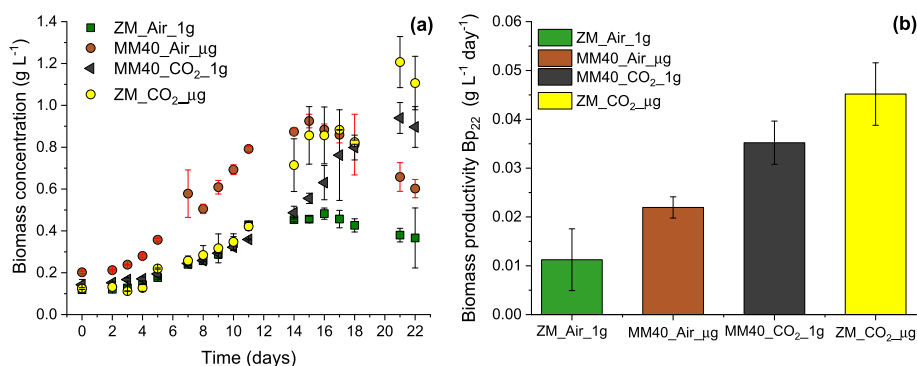 (a)
ZM_Air_1g
MM40_Air_μg
MM40_CO₂_1g
ZM_CO₂_μg
Biomass concentration (g L⁻¹)
1.4
1.2
1.0
0.8
0.6
0.4
0.2
0.0
0 2 4 6 8 10 12 14 16 18 20 22
Time (days)
(b)
ZM_Air_1g
MM40_Air_μg
MM40_CO₂_1g
ZM_CO₂_μg
Biomass productivity Bp₂₂ (g L⁻¹ day⁻¹)
0.06
0.05
0.04
0.03
0.02
0.01
0.00
ZM_Air_1g MM40_Air_μg MM40_CO₂_1g ZM_CO₂_μg